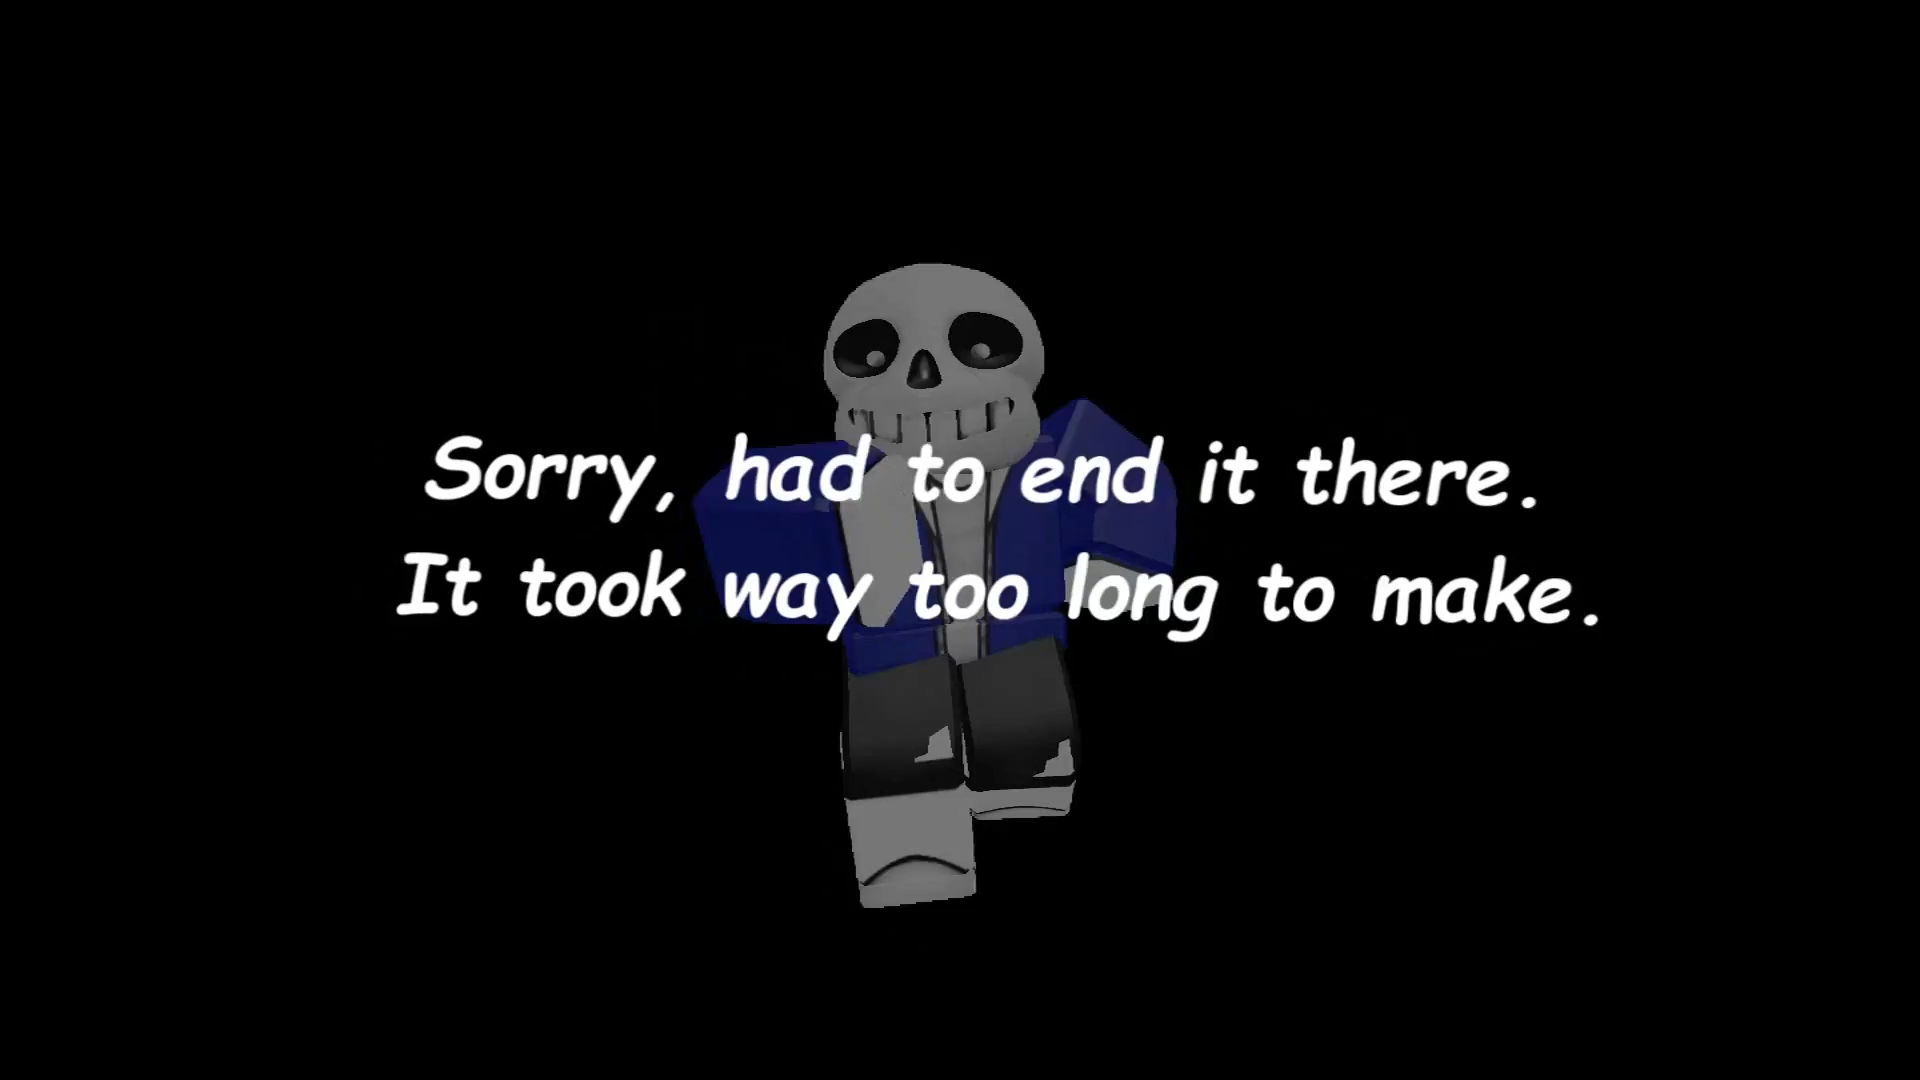 Sorry, had to end it there.
It took way too long to make.